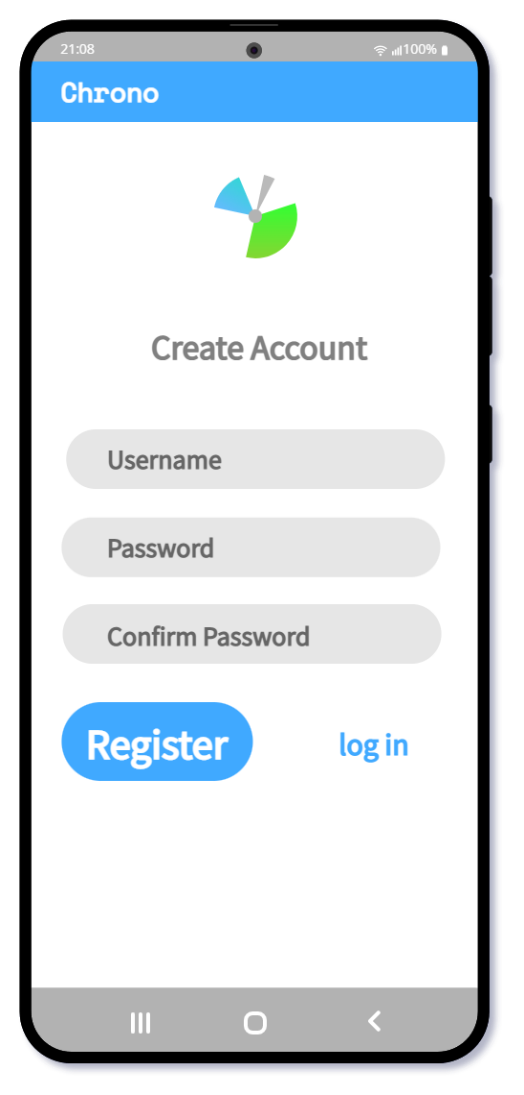 21:08 100%
Chrono
Create Account
Username
Password
Confirm Password
Register log in